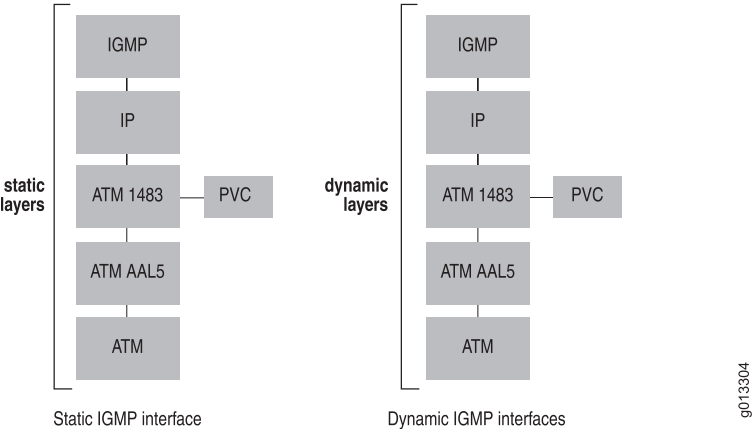 static
layers
IGMP
IP
ATM 1483
PVC
ATM AAL5
ATM
Static IGMP interface
dynamic
layers
IGMP
IP
ATM 1483
PVC
ATM AAL5
ATM
Dynamic IGMP interfaces
g013304